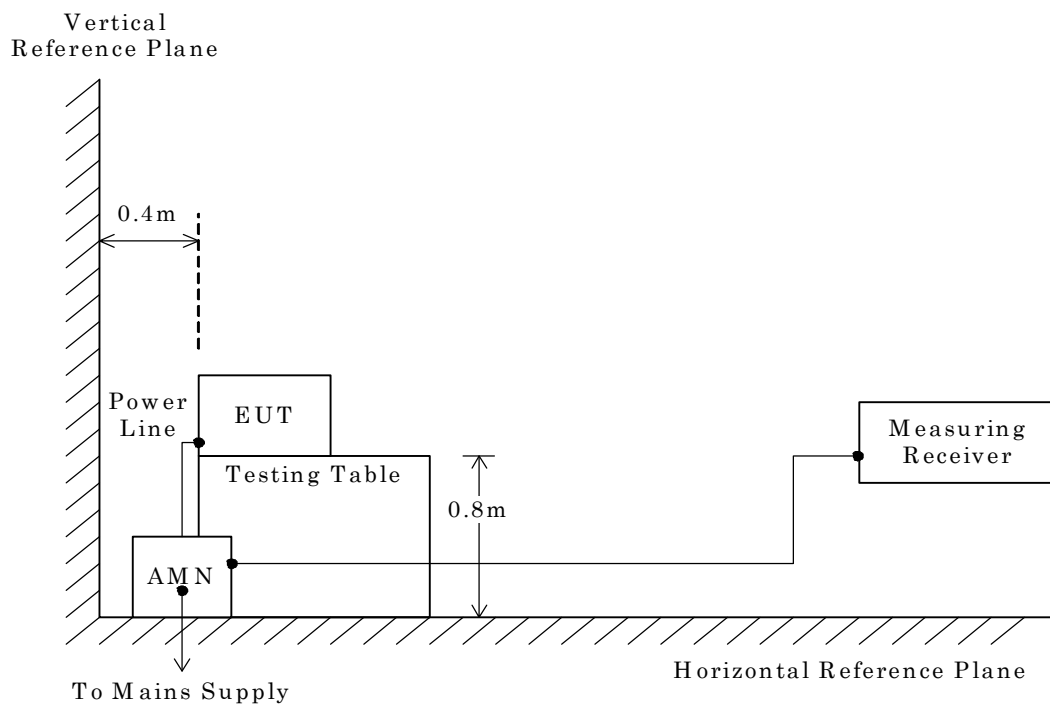 Vertical
Reference Plane
0.4m
Power
Line
EUT
Measuring
Receiver
Testing Table
0.8m
AMN
Horizontal Reference Plane
To Mains Supply